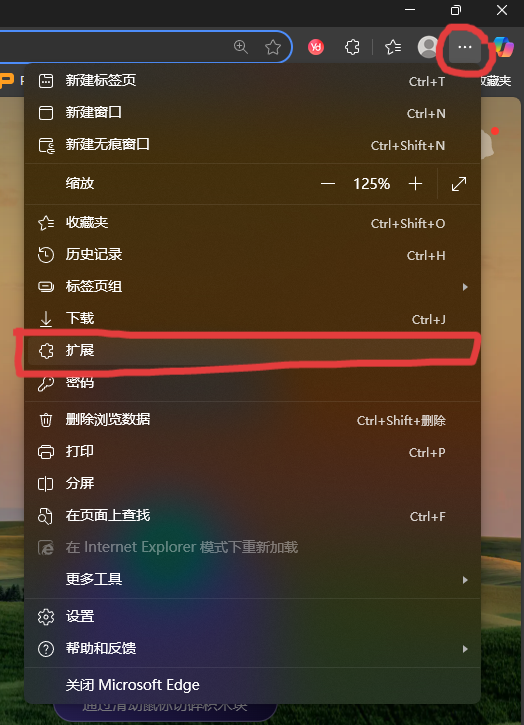 Yd
P
收藏夹
新建标签页 Ctrl+T
新建窗口 Ctrl+N
新建无痕窗口 Ctrl+Shift+N
缩放 125%
收藏夹 Ctrl+Shift+O
历史记录 Ctrl+H
标签页组
下载 Ctrl+J
扩展
密码
删除浏览数据 Ctrl+Shift+删除
打印 Ctrl+P
分屏
在页面上查找 Ctrl+F
在 Internet Explorer 模式下重新加载
更多工具
设置
帮助和反馈
关闭 Microsoft Edge